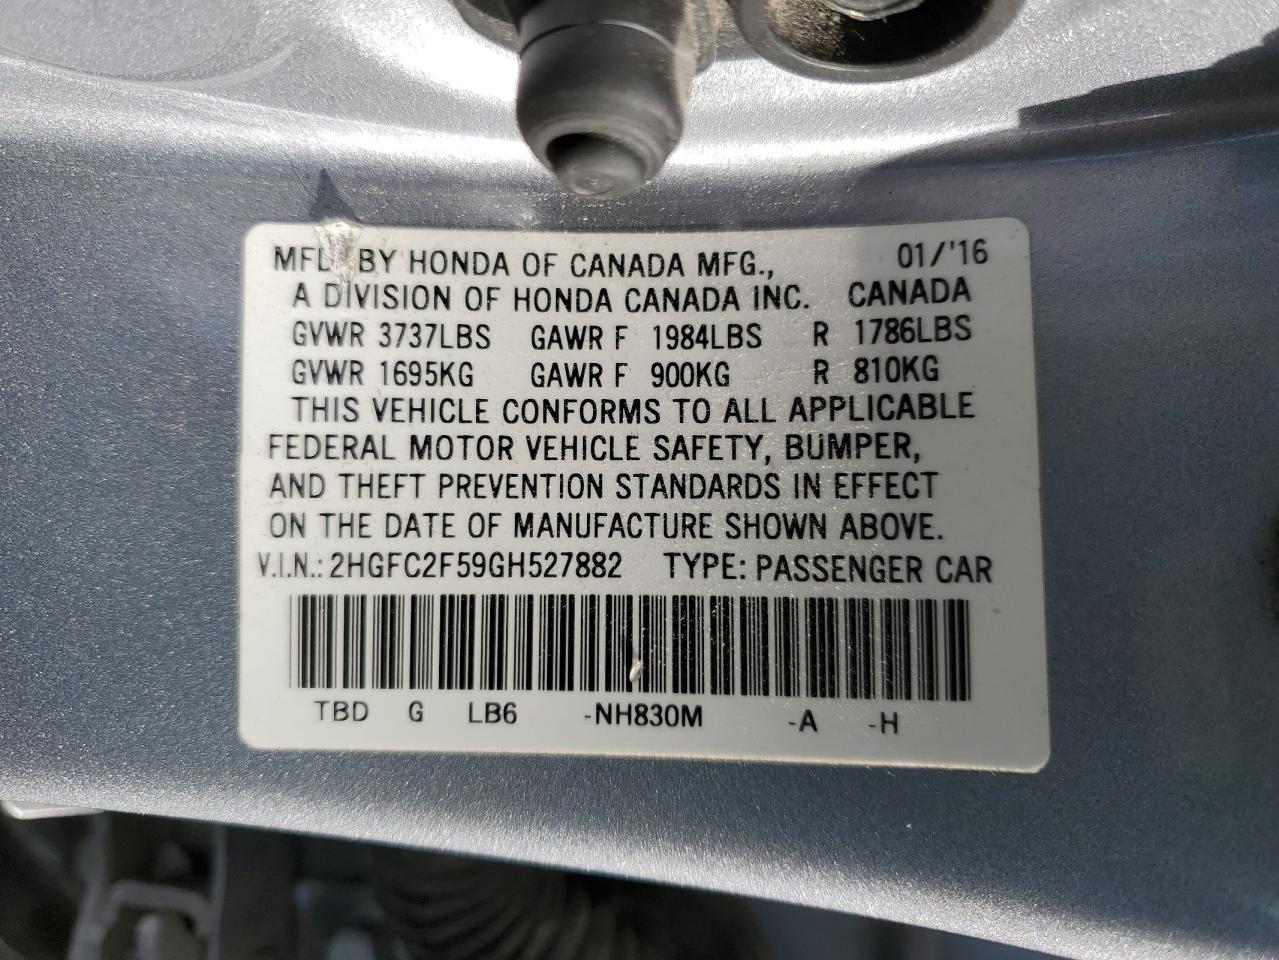 MFD BY HONDA OF CANADA MFG., 01/'16
A DIVISION OF HONDA CANADA INC. CANADA
GVWR 3737LBS GAWR F 1984LBS R 1786LBS
GVWR 1695KG GAWR F 900KG R 810KG
THIS VEHICLE CONFORMS TO ALL APPLICABLE
FEDERAL MOTOR VEHICLE SAFETY, BUMPER,
AND THEFT PREVENTION STANDARDS IN EFFECT
ON THE DATE OF MANUFACTURE SHOWN ABOVE.
V.I.N.: 2HGFC2F59GH527882 TYPE: PASSENGER CAR
TBD G LB6 -NH830M -A -H